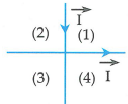 I
(2) (1)
(3) (4)
I